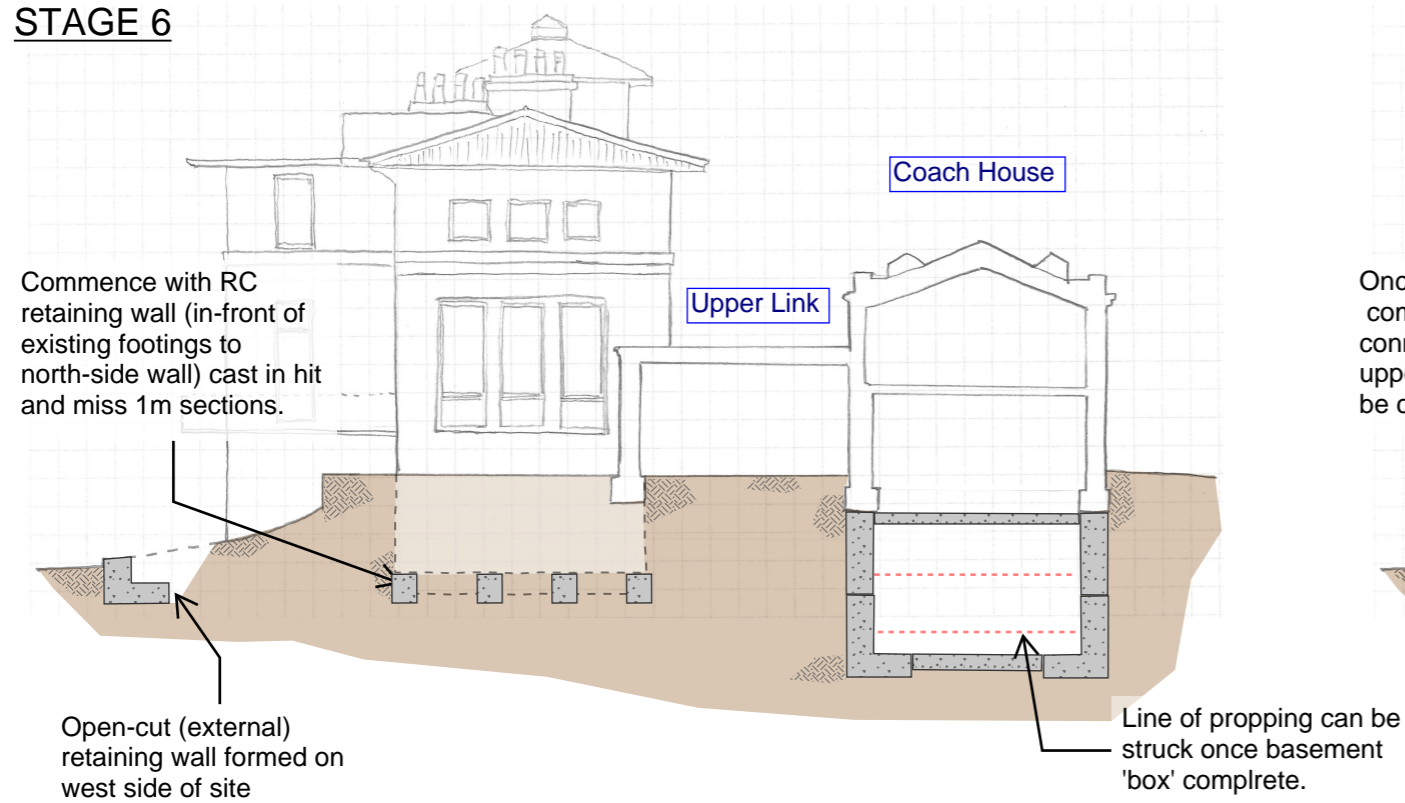 STAGE 6
Coach House
Upper Link
Commence with RC
retaining wall (in-front of
existing footings to
north-side wall) cast in hit
and miss 1m sections.
Open-cut (external)
retaining wall formed on
west side of site
Line of propping can be
struck once basement
'box' complrete.